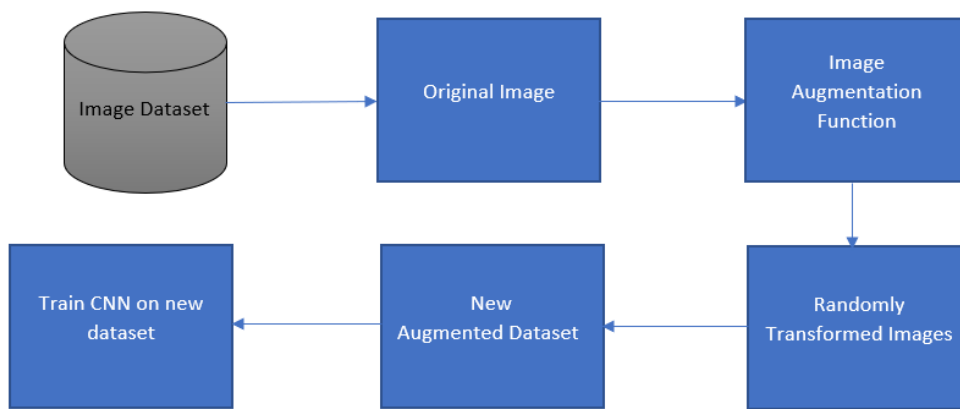 Image Dataset
Original Image
Image
Augmentation
Function
Randomly
Transformed Images
New
Augmented Dataset
Train CNN on new
dataset